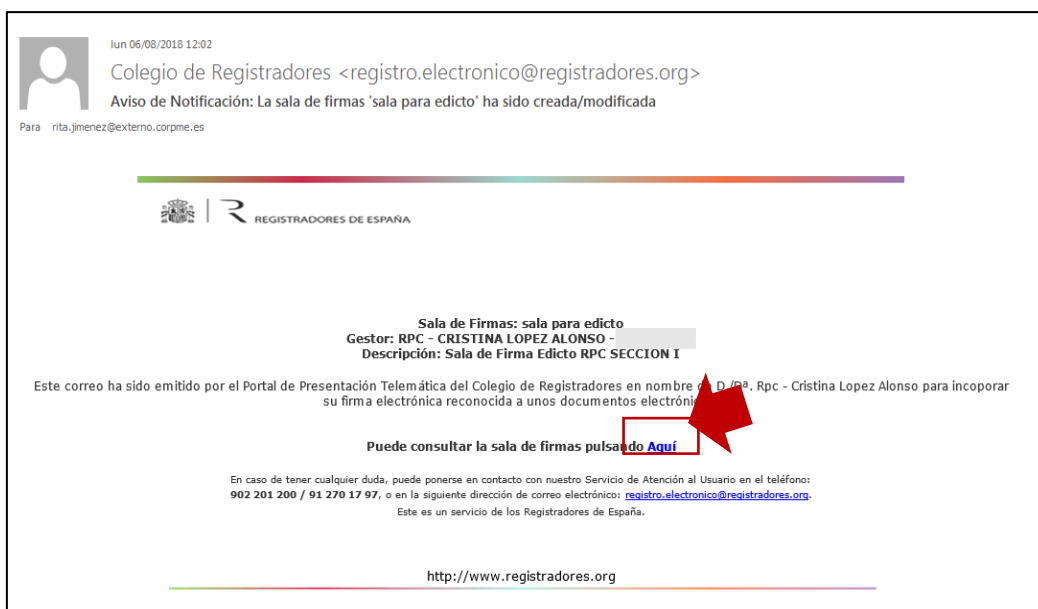 lun 06/08/2018 12:02
Colegio de Registradores <registro.electronico@registradores.org>
Aviso de Notificación: La sala de firmas 'sala para edicto' ha sido creada/modificada
Para rita.jimenez@externo.corpme.es
REGISTRADORES DE ESPAÑA
Sala de Firmas: sala para edicto
Gestor: RPC - CRISTINA LOPEZ ALONSO -
Descripción: Sala de Firma Edicto RPC SECCION I
Este correo ha sido emitido por el Portal de Presentación Telemática del Colegio de Registradores en nombre de D./Dª. Rpc - Cristina Lopez Alonso para incoporar
su firma electrónica reconocida a unos documentos
Puede consultar la sala de firmas pulsando Aquí
En caso de tener cualquier duda, puede ponerse en contacto con nuestro Servicio de Atención al Usuario en el teléfono:
902 201 200 / 91 270 17 97, o en la siguiente dirección de correo electrónico: registro.electronico@registradores.org.
Este es un servicio de los Registradores de España.
http://www.registradores.org